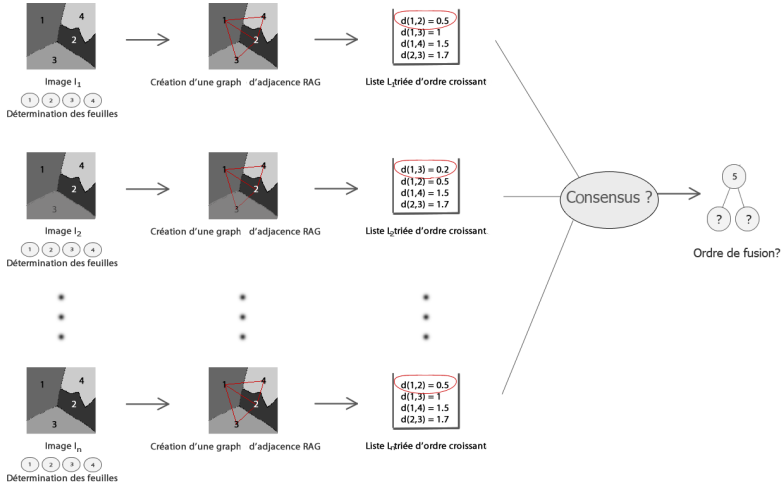 1 4 2 3
Image I1
1 2 3 4
Détermination des feuilles
1 4 2 3
Création d'une graph d'adjacence RAG
d(1,2) = 0.5
d(1,3) = 1
d(1,4) = 1.5
d(2,3) = 1.7
Liste L1triée d'ordre croissant
1 4 2 3
Image I2
1 2 3 4
Détermination des feuilles
1 4 2 3
Création d'une graph d'adjacence RAG
d(1,3) = 0.2
d(1,2) = 0.5
d(1,4) = 1.5
d(2,3) = 1.7
Liste L2triée d'ordre croissant
1 4 2 3
Image In
1 2 3 4
Détermination des feuilles
1 4 2 3
Création d'une graph d'adjacence RAG
d(1,2) = 0.5
d(1,3) = 1
d(1,4) = 1.5
d(2,3) = 1.7
Liste triée d'ordre croissant
Consensus ?
5
? ?
Ordre de fusion?